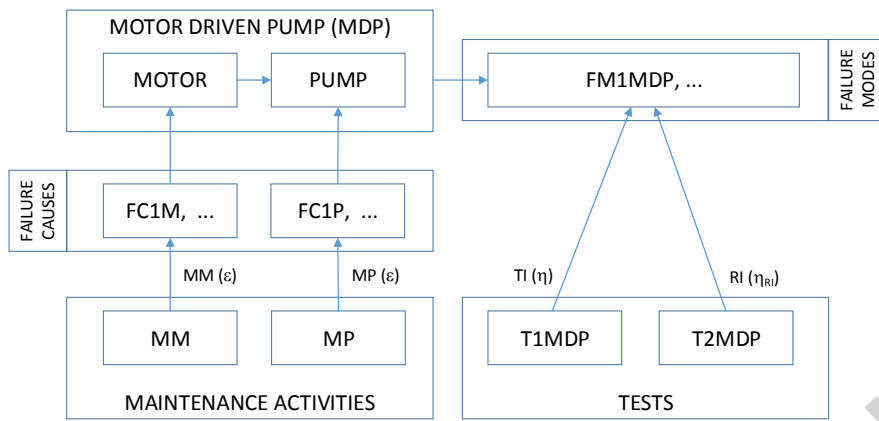 MOTOR DRIVEN PUMP (MDP)
MOTOR
PUMP
FM1MDP, ...
FAILURE
MODES
FAILURE
CAUSES
FC1M, ...
FC1P, ...
MM (ε)
MP (ε)
TI (η)
RI (ηRI)
MM
MP
T1MDP
T2MDP
MAINTENANCE ACTIVITIES
TESTS